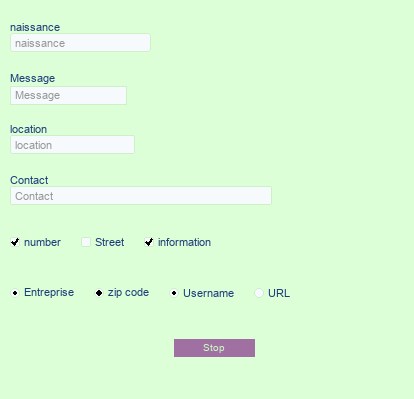 naissance
naissance
Message
Message
location
location
Contact
Contact
number Street information
Entreprise zip code Username URL
Stop